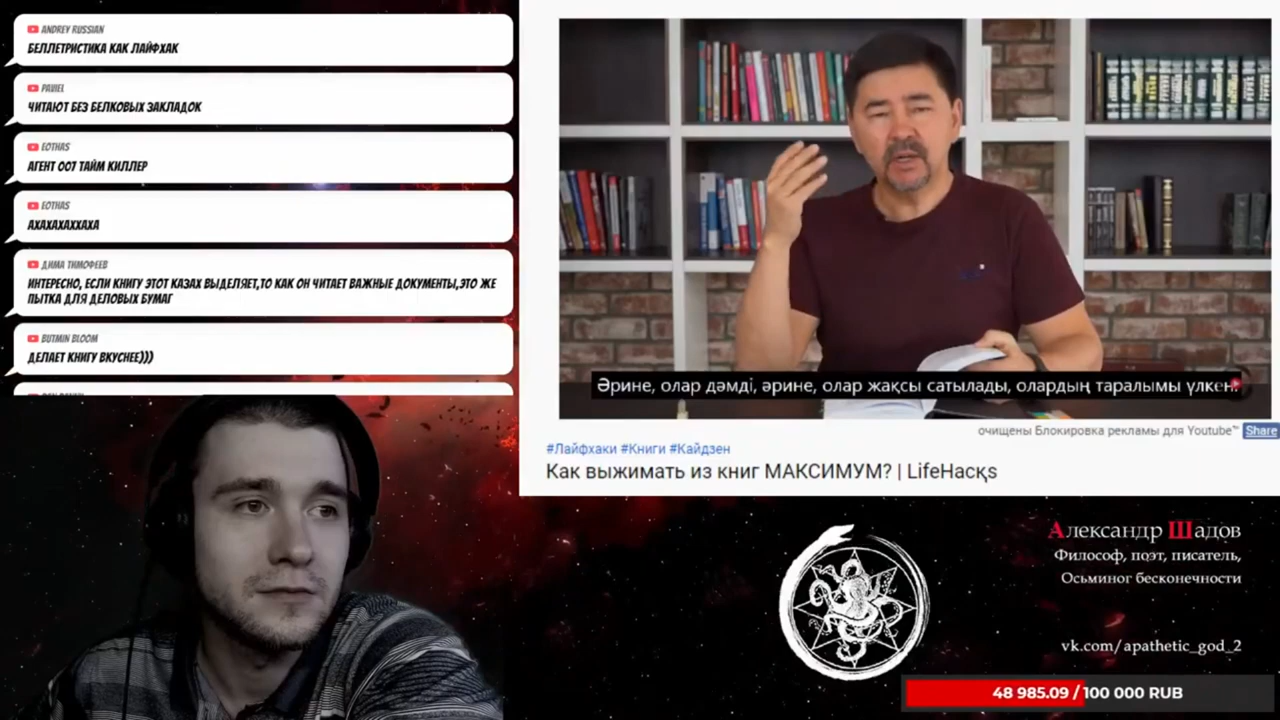 ANDREY RUSSIAN
БЕЛЛЕТРИСТИКА КАК ЛАЙФХАК
PAVEL
ЧИТАЮТ БЕЗ БЕЛКОВЫХ ЗАКЛАДОК
EOTHAS
АГЕНТ 007 ТАЙМ КИЛЛЕР
EOTHAS
АХАХАХАХХАХА
ДИМА ТИМОФЕЕВ
ИНТЕРЕСНО, ЕСЛИ КНИГУ ЭТОТ КАЗАХ ВЫДЕЛЯЕТ,ТО КАК ОН ЧИТАЕТ ВАЖНЫЕ ДОКУМЕНТЫ,ЭТО ЖЕ
ПЫТКА ДЛЯ ДЕЛОВЫХ БУМАГ
BUTMIN BLOOM
ДЕЛАЕТ КНИГУ ВКУСНЕЕ)))
Әрине, олар дәмді, әрине, олар жақсы сатылады, олардың таралымы үлкен.
очищены Блокировка рекламы для Youtube™ Share
#Лайфхаки #Книги #Кайдзен
Как выжимать из книг МАКСИМУМ? | LifeHacқs
Александр Шадов
Философ, поэт, писатель,
Осьминог бесконечности
vk.com/apathetic_god_2
48 985.09 / 100 000 RUB